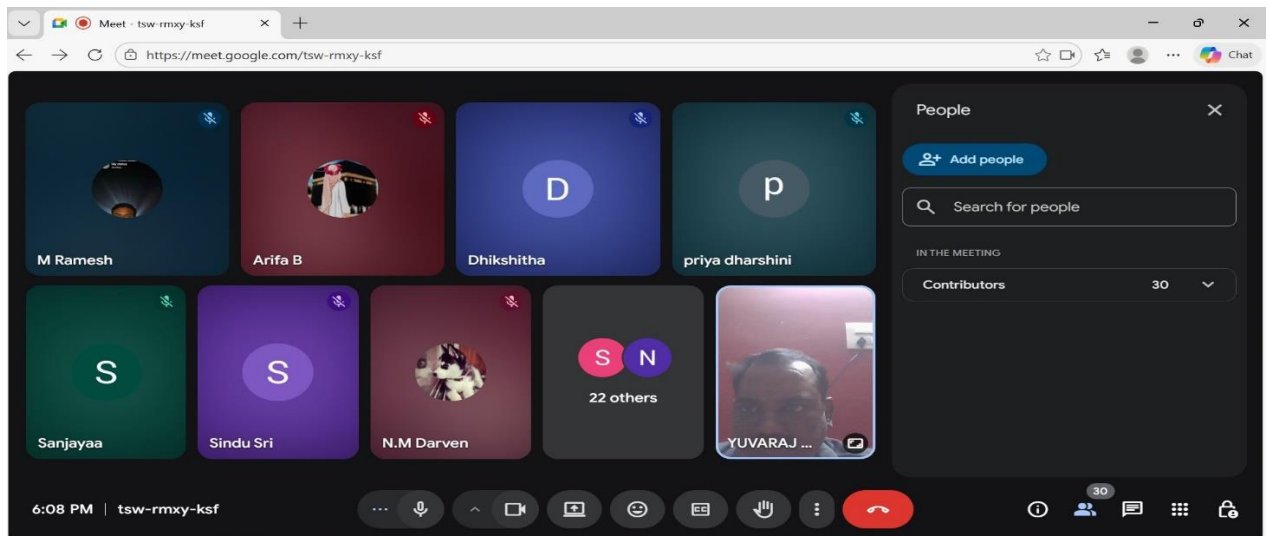 Meet - tsw-rmxy-ksf
https://meet.google.com/tsw-rmxy-ksf
Chat
M Ramesh
Arifa B
D
Dhikshitha
p
priya dharshini
People
Add people
Search for people
IN THE MEETING
Contributors 30
S
Sanjayaa
S
Sindu Sri
N.M Darven
S N
22 others
YUVARAJ ...
6:08 PM | tsw-rmxy-ksf
CC
30